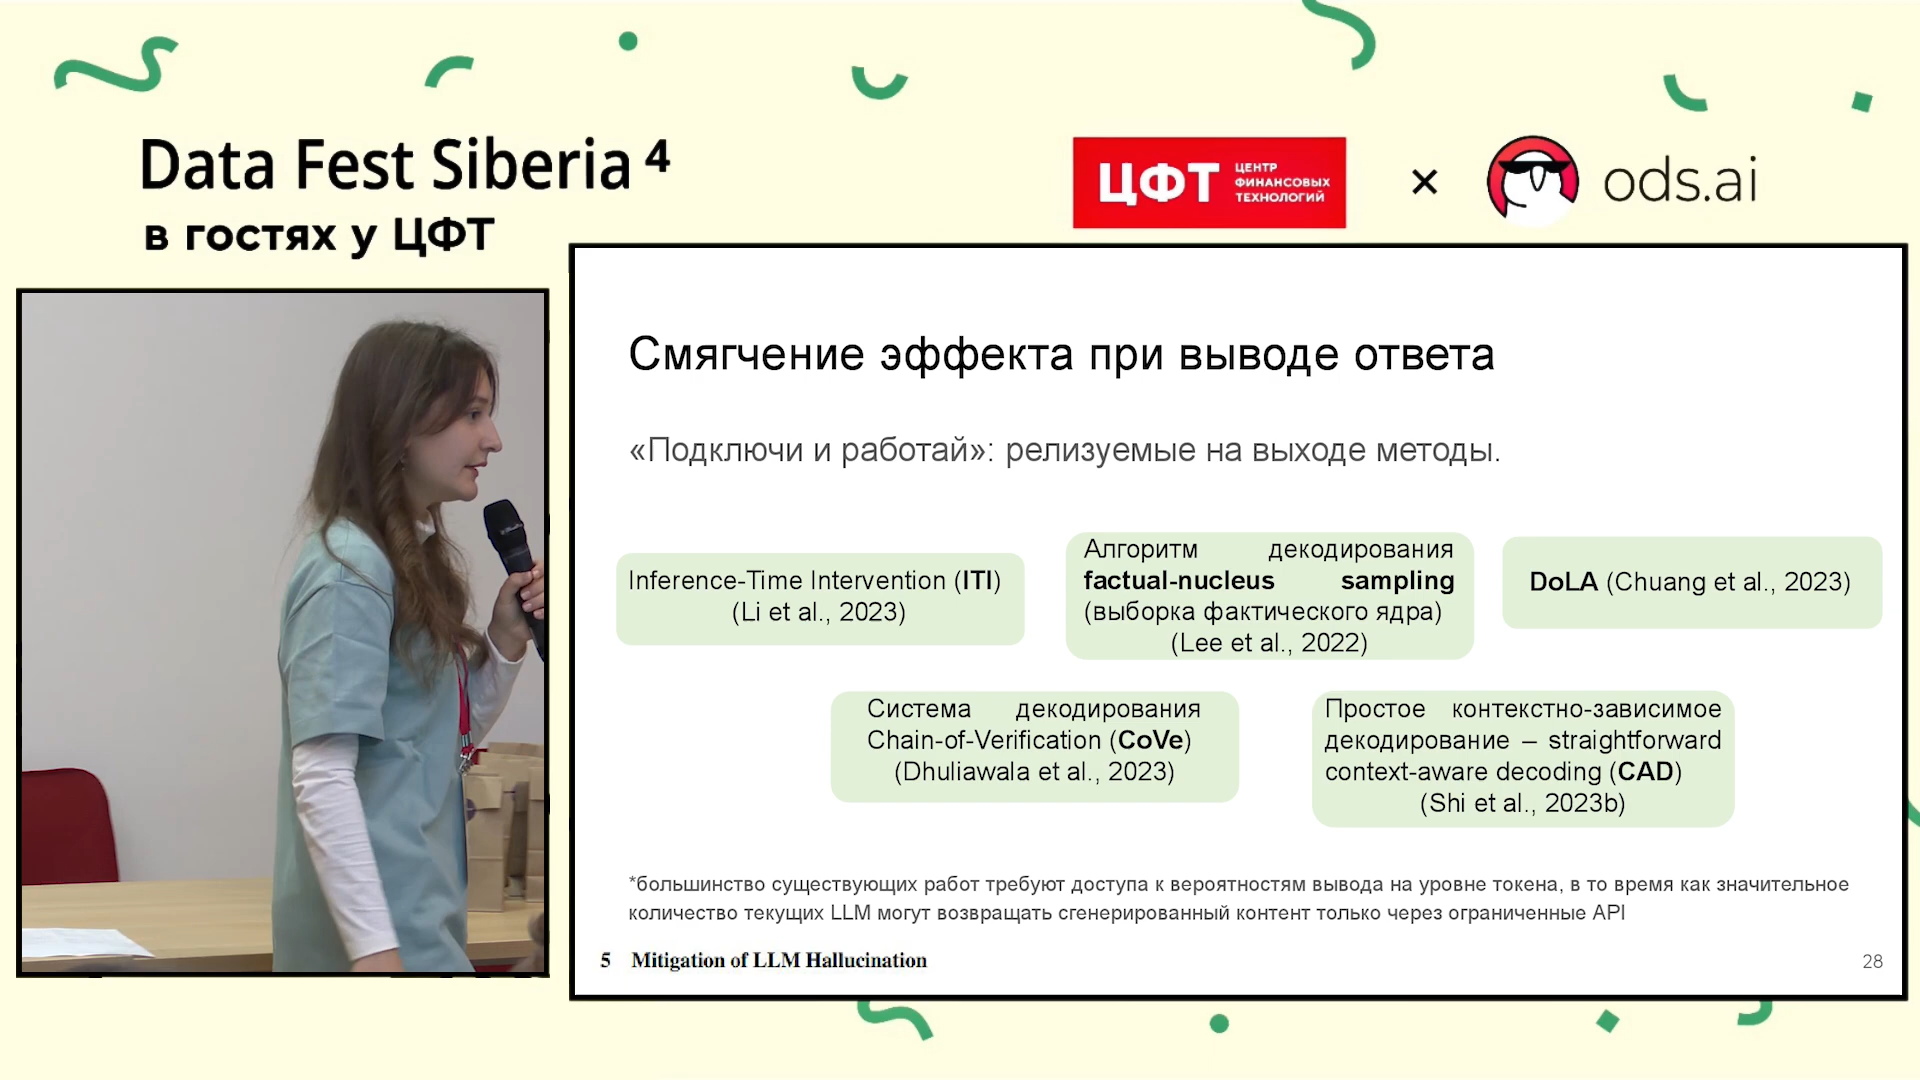 Data Fest Siberia 4
в гостях у ЦФТ
ЦФТ
ЦЕНТР
ФИНАНСОВЫХ
ТЕХНОЛОГИЙ
×
ods.ai
Смягчение эффекта при выводе ответа
«Подключи и работай»: релизуемые на выходе методы.
Inference-Time Intervention (ITI)
(Li et al., 2023)
Алгоритм декодирования
factual-nucleus sampling
(выборка фактического ядра)
(Lee et al., 2022)
DoLA (Chuang et al., 2023)
Система декодирования
Chain-of-Verification (CoVe)
(Dhuliawala et al., 2023)
Простое контекстно-зависимое
декодирование – straightforward
context-aware decoding (CAD)
(Shi et al., 2023b)
*большинство существующих работ требуют доступа к вероятностям вывода на уровне токена, в то время как значительное
количество текущих LLM могут возвращать сгенерированный контент только через ограниченные API
5 Mitigation of LLM Hallucination
28